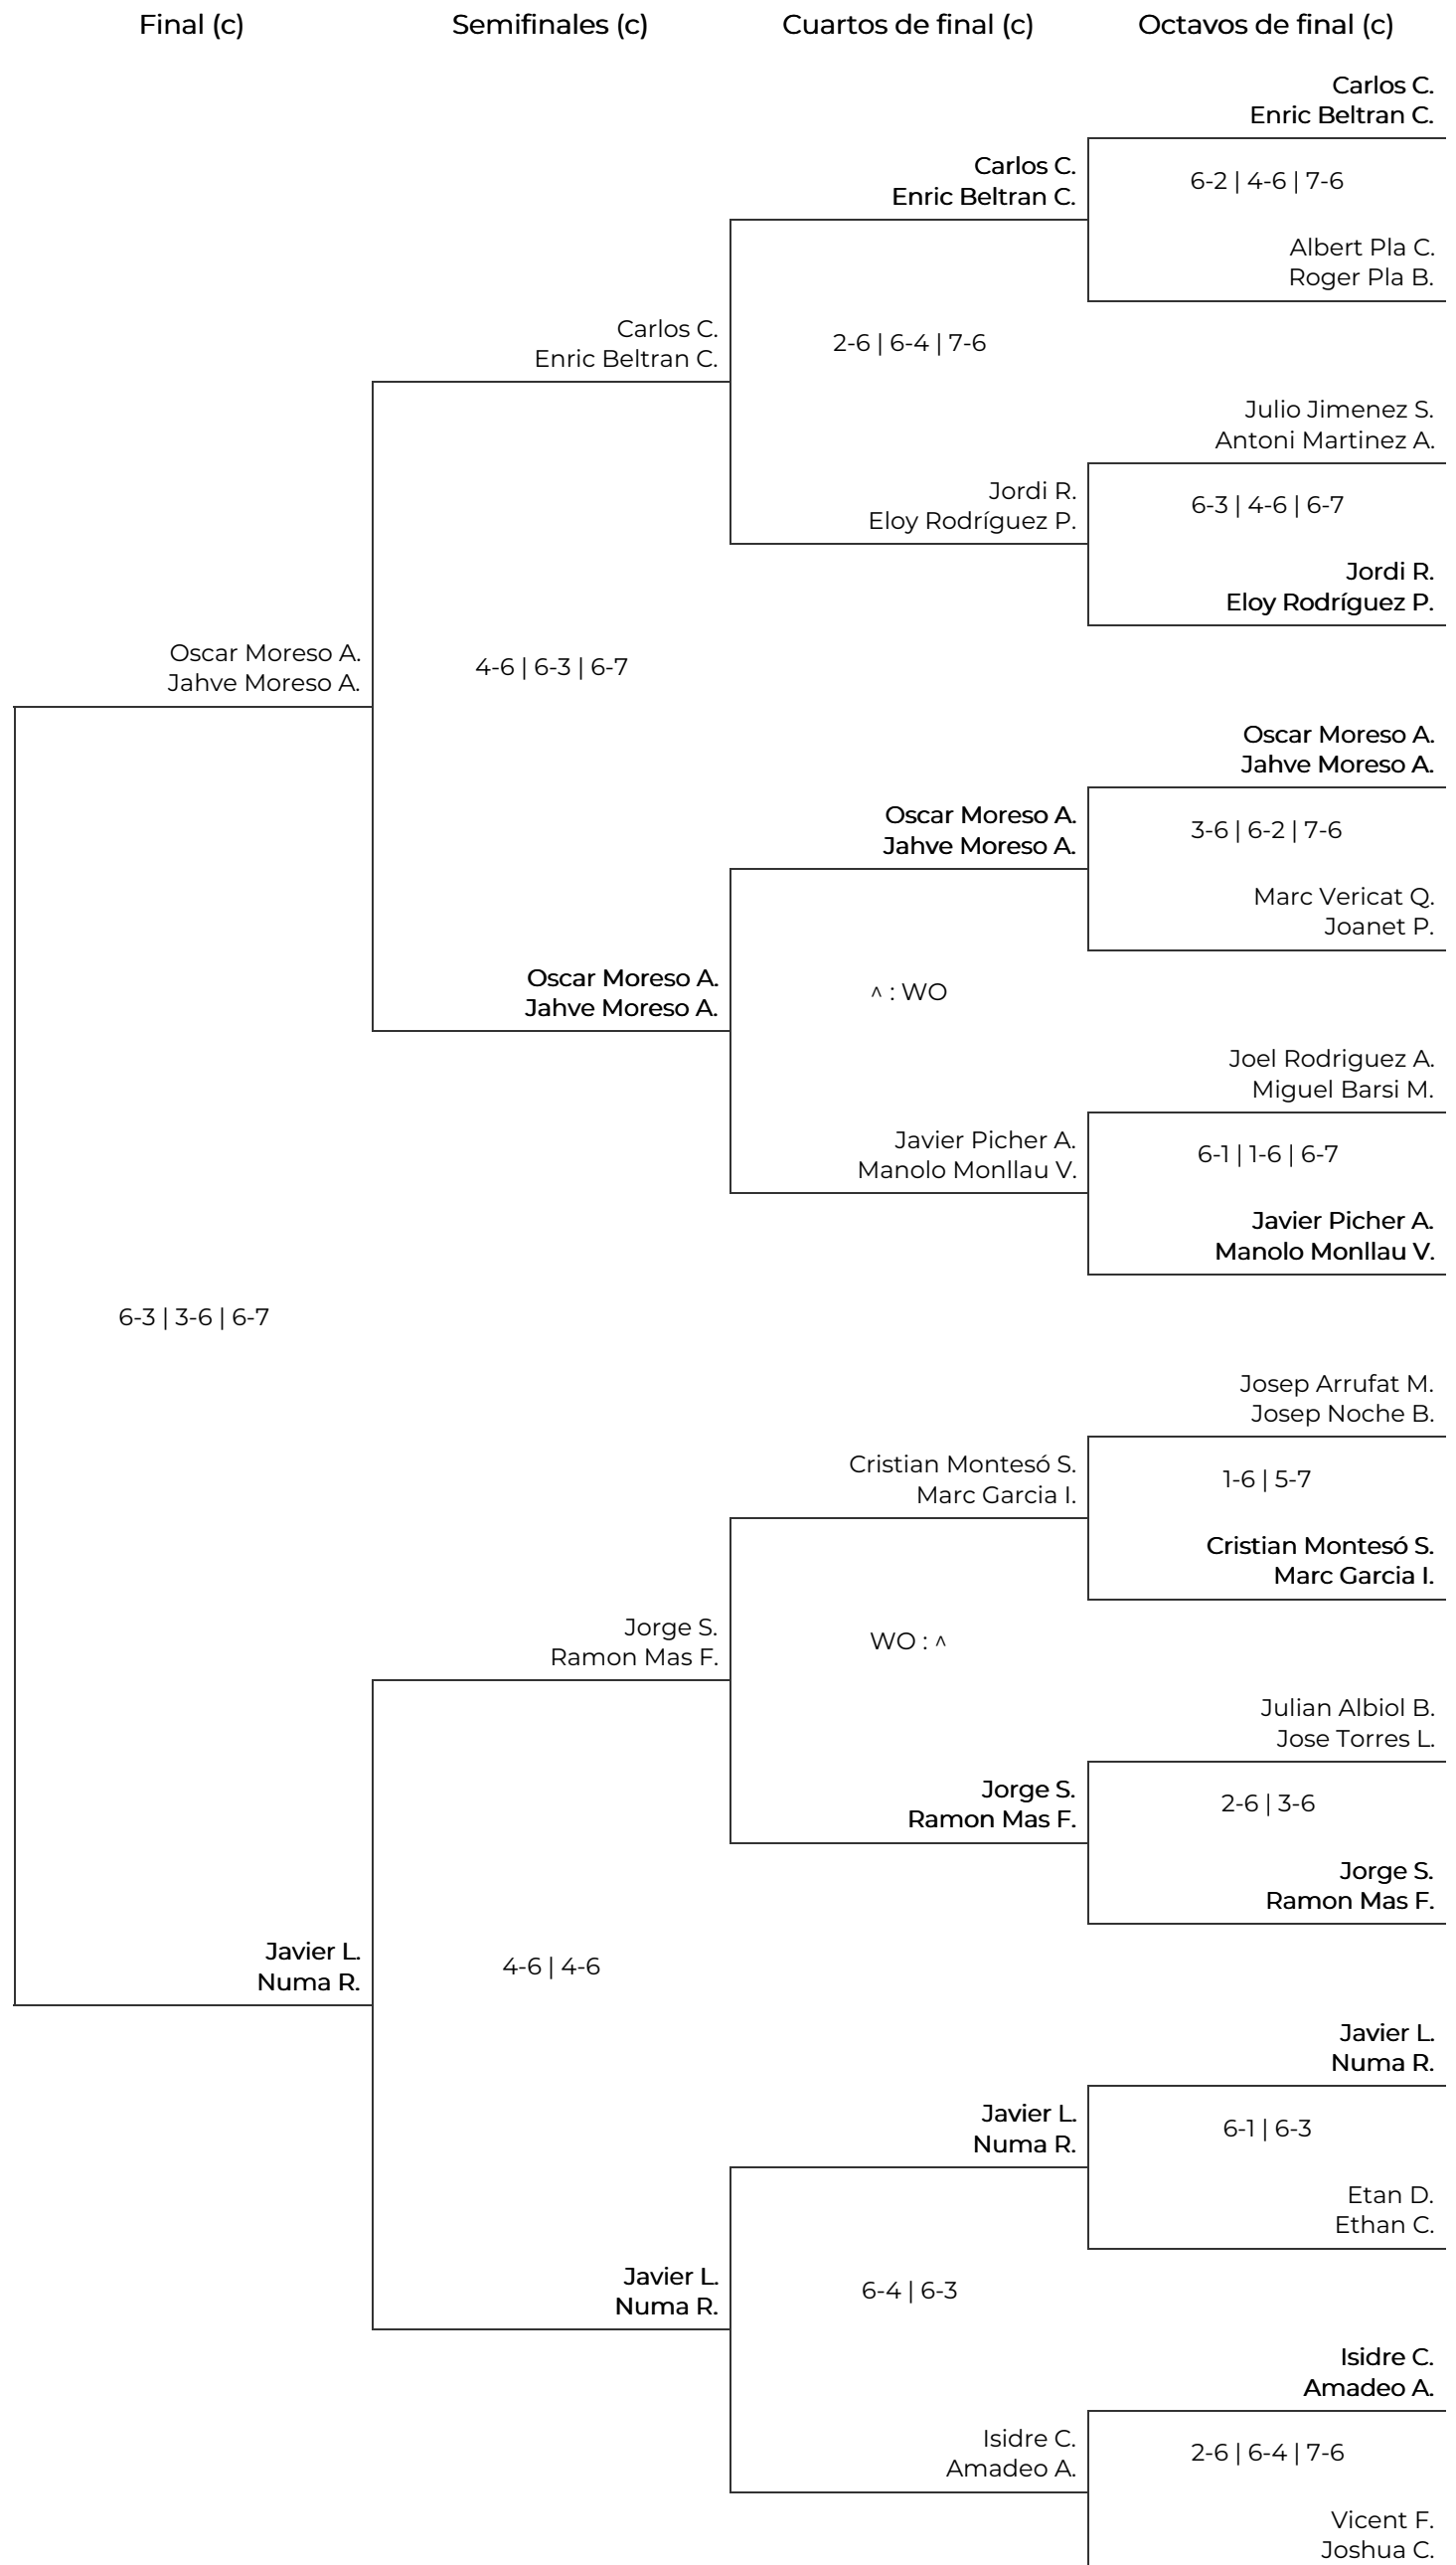 Final (c)
Semifinales (c)
Cuartos de final (c)
Octavos de final (c)
Carlos C.
Enric Beltran C.
Carlos C.
Enric Beltran C.
6-2 | 4-6 | 7-6
Albert Pla C.
Roger Pla B.
Carlos C.
Enric Beltran C.
2-6 | 6-4 | 7-6
Julio Jimenez S.
Antoni Martinez A.
Jordi R.
Eloy Rodríguez P.
6-3 | 4-6 | 6-7
Jordi R.
Eloy Rodríguez P.
Oscar Moreso A.
Jahve Moreso A.
4-6 | 6-3 | 6-7
Oscar Moreso A.
Jahve Moreso A.
Oscar Moreso A.
Jahve Moreso A.
3-6 | 6-2 | 7-6
Marc Vericat Q.
Joanet P.
Oscar Moreso A.
Jahve Moreso A.
^ : WO
Joel Rodriguez A.
Miguel Barsi M.
Javier Picher A.
Manolo Monllau V.
6-1 | 1-6 | 6-7
Javier Picher A.
Manolo Monllau V.
6-3 | 3-6 | 6-7
Josep Arrufat M.
Josep Noche B.
Cristian Montesó S.
Marc Garcia I.
1-6 | 5-7
Cristian Montesó S.
Marc Garcia I.
Jorge S.
Ramon Mas F.
WO : ^
Julian Albiol B.
Jose Torres L.
Jorge S.
Ramon Mas F.
2-6 | 3-6
Jorge S.
Ramon Mas F.
Javier L.
Numa R.
4-6 | 4-6
Javier L.
Numa R.
Javier L.
Numa R.
6-1 | 6-3
Etan D.
Ethan C.
Javier L.
Numa R.
6-4 | 6-3
Isidre C.
Amadeo A.
Isidre C.
Amadeo A.
2-6 | 6-4 | 7-6
Vicent F.
Joshua C.